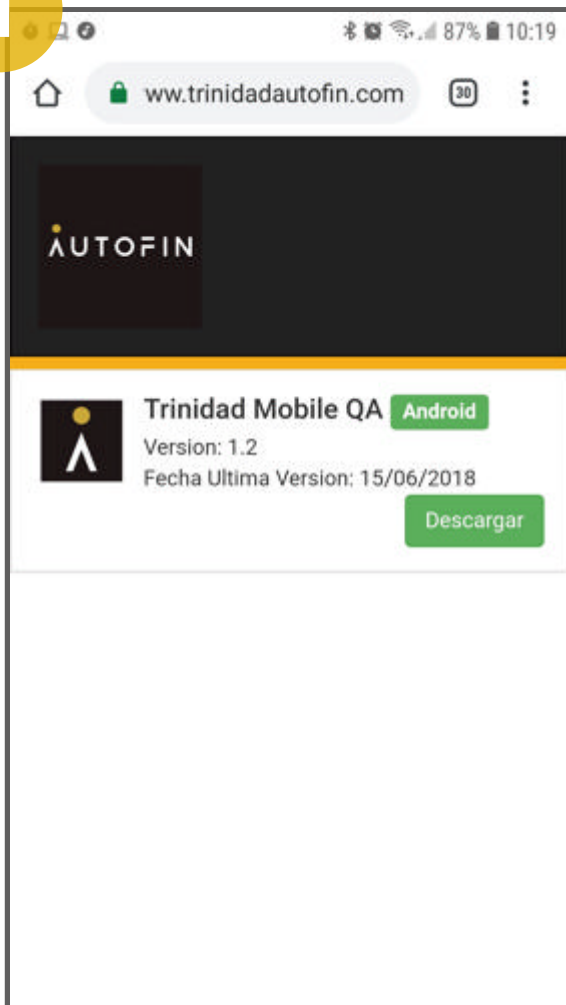 87% 10:19
ww.trinidadautofin.com 30
AUTOFIN
Trinidad Mobile QA Android
Version: 1.2
Fecha Ultima Version: 15/06/2018
Descargar